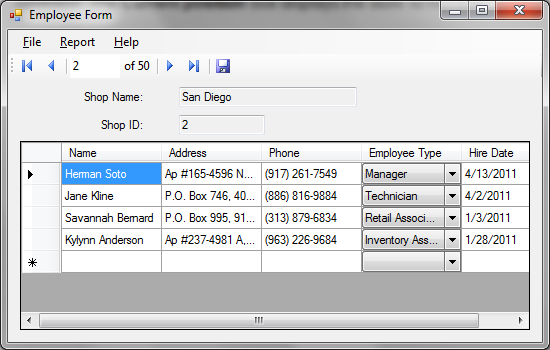 Employee Form
File Report Help
2 of 50
Shop Name: San Diego
Shop ID: 2
Name Address Phone Employee Type Hire Date
Herman Soto Ap #165-4596 N... (917) 261-7549 Manager 4/13/2011
Jane Kline P.O. Box 746, 40... (886) 816-9884 Technician 4/2/2011
Savannah Bernard P.O. Box 995, 91... (313) 879-6834 Retail Associ... 1/3/2011
Kylynn Anderson Ap #237-4981 A,... (963) 226-9684 Inventory Ass... 1/28/2011